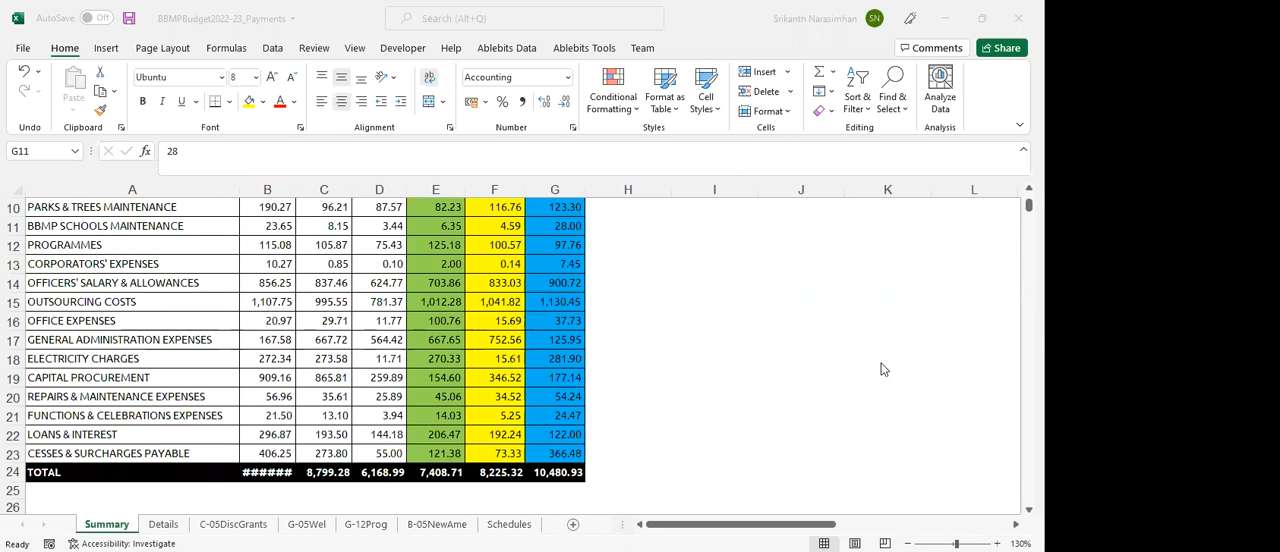 AutoSave Off BBMPBudget2022-23_Payments Search (Alt+Q) Srikanth Narasimhan SN
File Home Insert Page Layout Formulas Data Review View Developer Help Ablebits Data Ablebits Tools Team Comments Share
Undo
Paste
Clipboard
Ubuntu 8
B I U A
Font
Alignment
Accounting
Number
Conditional Formatting
Format as Table
Cell Styles
Styles
Insert
Delete
Format
Cells
Sort & Filter
Find & Select
Editing
Analyze Data
Analysis
G11 fx 28
A B C D E F G H I J K L
10 PARKS & TREES MAINTENANCE 190.27 96.21 87.57 82.23 116.76 123.30
11 BBMP SCHOOLS MAINTENANCE 23.65 8.15 3.44 6.35 4.59 28.00
12 PROGRAMMES 115.08 105.87 75.43 125.18 100.57 97.76
13 CORPORATORS' EXPENSES 10.27 0.85 0.10 2.00 0.14 7.45
14 OFFICERS' SALARY & ALLOWANCES 856.25 837.46 624.77 703.86 833.03 900.72
15 OUTSOURCING COSTS 1,107.75 995.55 781.37 1,012.28 1,041.82 1,130.45
16 OFFICE EXPENSES 20.97 29.71 11.77 100.76 15.69 37.73
17 GENERAL ADMINISTRATION EXPENSES 167.58 667.72 564.42 667.65 752.56 125.95
18 ELECTRICITY CHARGES 272.34 273.58 11.71 270.33 15.61 281.90
19 CAPITAL PROCUREMENT 909.16 865.81 259.89 154.60 346.52 177.14
20 REPAIRS & MAINTENANCE EXPENSES 56.96 35.61 25.89 45.06 34.52 54.24
21 FUNCTIONS & CELEBRATIONS EXPENSES 21.50 13.10 3.94 14.03 5.25 24.47
22 LOANS & INTEREST 296.87 193.50 144.18 206.47 192.24 122.00
23 CESSES & SURCHARGES PAYABLE 406.25 273.80 55.00 121.38 73.33 366.48
24 TOTAL ###### 8,799.28 6,168.99 7,408.71 8,225.32 10,480.93
25
26
Summary Details C-05DiscGrants G-05Wel G-12Prog B-05NewAme Schedules
Ready Accessibility: Investigate 130%